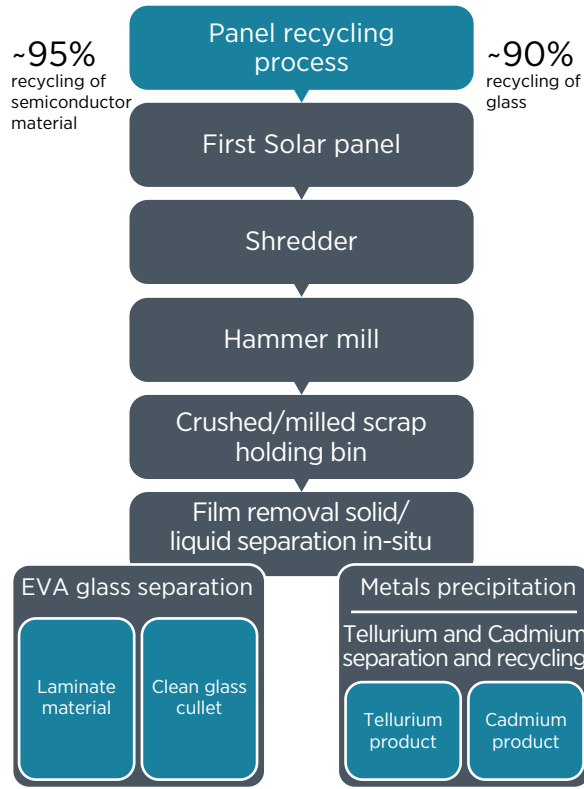 ~95%
recycling of
semiconductor
material
Panel recycling
process
~90%
recycling of
glass
First Solar panel
Shredder
Hammer mill
Crushed/milled scrap
holding bin
Film removal solid/
liquid separation in-situ
EVA glass separation
Laminate
material
Clean glass
cullet
Metals precipitation
Tellurium and Cadmium
separation and recycling
Tellurium
product
Cadmium
product